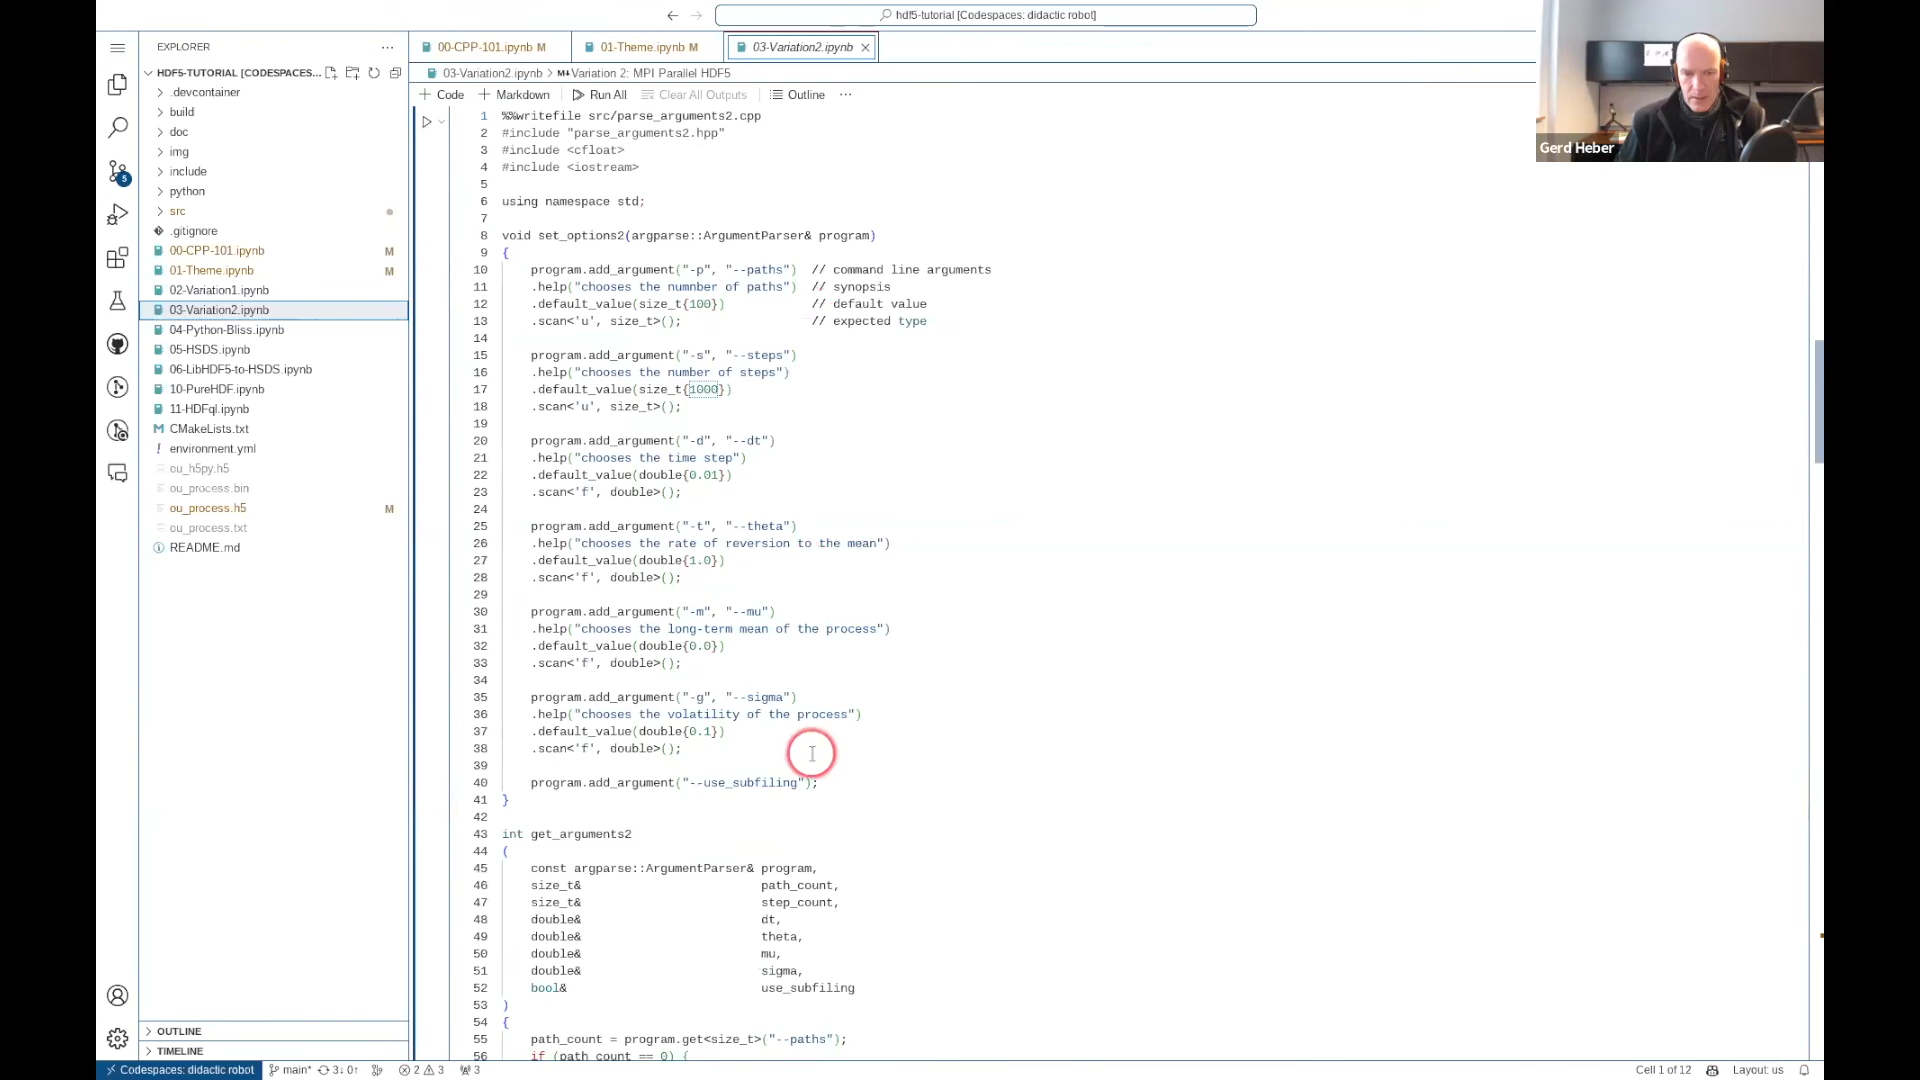 hdf5-tutorial [Codespaces: didactic robot]
Gerd Heber
EXPLORER
HDF5-TUTORIAL [CODESPACES...
.devcontainer
build
doc
img
include
python
src
.gitignore
00-CPP-101.ipynb M
01-Theme.ipynb M
02-Variation1.ipynb
03-Variation2.ipynb
04-Python-Bliss.ipynb
05-HSDS.ipynb
06-LibHDF5-to-HSDS.ipynb
10-PureHDF.ipynb
11-HDFql.ipynb
CMakeLists.txt
environment.yml
ou_h5py.h5
ou_process.bin
ou_process.h5 M
ou_process.txt
README.md
OUTLINE
TIMELINE
5
00-CPP-101.ipynb M
01-Theme.ipynb M
03-Variation2.ipynb
03-Variation2.ipynb > M Variation 2: MPI Parallel HDF5
+ Code + Markdown Run All Clear All Outputs Outline ...
1 %%writefile src/parse_arguments2.cpp
2 #include "parse_arguments2.hpp"
3 #include <cfloat>
4 #include <iostream>
5
6 using namespace std;
7
8 void set_options2(argparse::ArgumentParser& program)
9 {
10 program.add_argument("-p", "--paths") // command line arguments
11 .help("chooses the numnber of paths") // synopsis
12 .default_value(size_t{100}) // default value
13 .scan<'u', size_t>(); // expected type
14
15 program.add_argument("-s", "--steps")
16 .help("chooses the number of steps")
17 .default_value(size_t{1000})
18 .scan<'u', size_t>();
19
20 program.add_argument("-d", "--dt")
21 .help("chooses the time step")
22 .default_value(double{0.01})
23 .scan<'f', double>();
24
25 program.add_argument("-t", "--theta")
26 .help("chooses the rate of reversion to the mean")
27 .default_value(double{1.0})
28 .scan<'f', double>();
29
30 program.add_argument("-m", "--mu")
31 .help("chooses the long-term mean of the process")
32 .default_value(double{0.0})
33 .scan<'f', double>();
34
35 program.add_argument("-g", "--sigma")
36 .help("chooses the volatility of the process")
37 .default_value(double{0.1})
38 .scan<'f', double>();
39
40 program.add_argument("--use_subfiling");
41 }
42
43 int get_arguments2
44 (
45 const argparse::ArgumentParser& program,
46 size_t& path_count,
47 size_t& step_count,
48 double& dt,
49 double& theta,
50 double& mu,
51 double& sigma,
52 bool& use_subfiling
53 )
54 {
55 path_count = program.get<size_t>("--paths");
56 if (path_count == 0) {
Codespaces: didactic robot main* 3↓ 0↑ 2 3 3 Cell 1 of 12 Layout: us